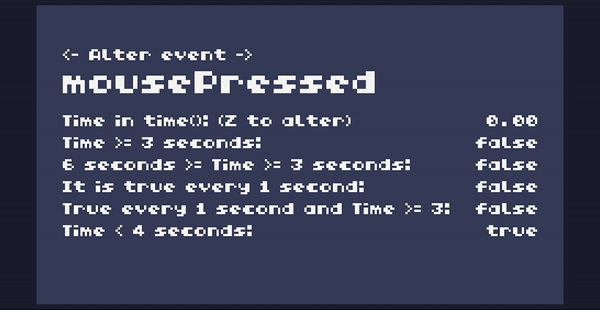 <- Alter event ->
mousePressed
Time in time(): (Z to alter) 0.00
Time >= 3 seconds: false
6 seconds >= Time >= 3 seconds: false
It is true every 1 second: false
True every 1 second and Time >= 3: false
Time < 4 seconds: true